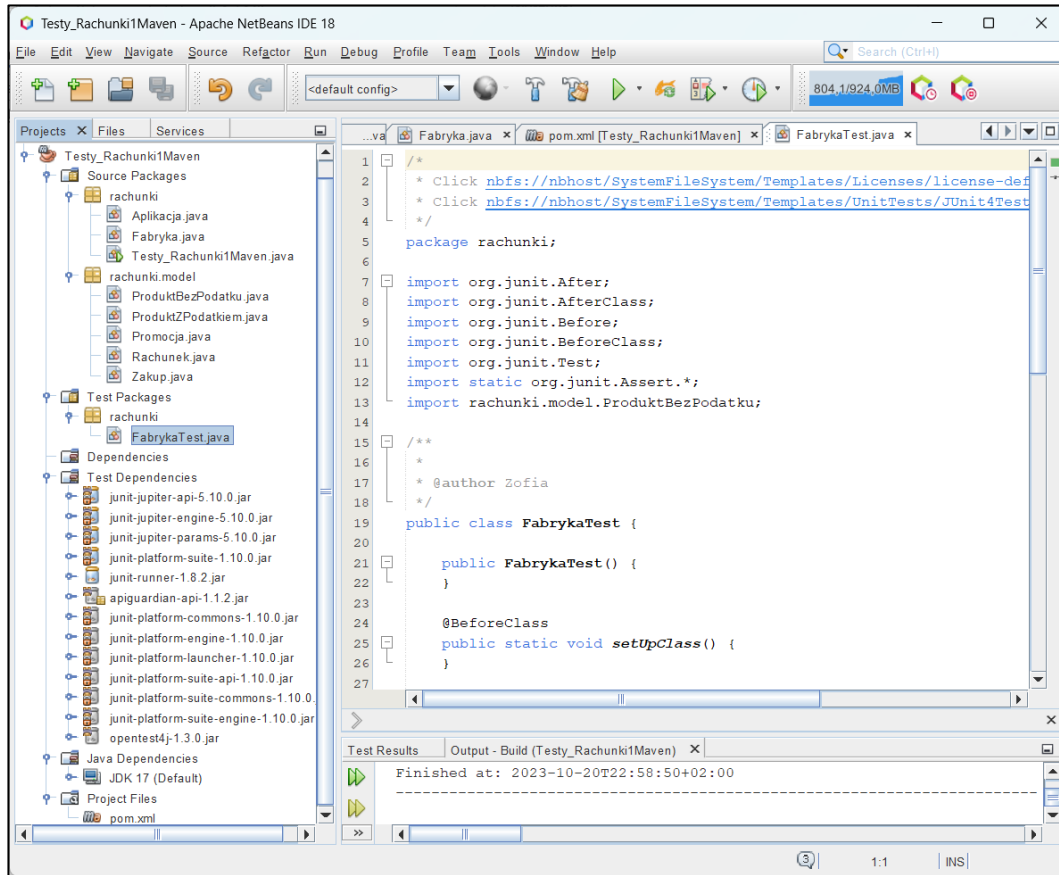 Testy_Rachunki1Maven - Apache NetBeans IDE 18
File Edit View Navigate Source Refactor Run Debug Profile Team Tools Window Help
Search (Ctrl+I)
<default config>
804,1/924,0MB
Projects Files Services
Testy_Rachunki1Maven
Source Packages
rachunki
Aplikacja.java
Fabryka.java
Testy_Rachunki1Maven.java
rachunki.model
ProduktBezPodatku.java
ProduktZPodatkiem.java
Promocja.java
Rachunek.java
Zakup.java
Test Packages
rachunki
FabrykaTest.java
Dependencies
Test Dependencies
junit-jupiter-api-5.10.0.jar
junit-jupiter-engine-5.10.0.jar
junit-jupiter-params-5.10.0.jar
junit-platform-suite-1.10.0.jar
junit-runner-1.8.2.jar
apiguardian-api-1.1.2.jar
junit-platform-commons-1.10.0.jar
junit-platform-engine-1.10.0.jar
junit-platform-launcher-1.10.0.jar
junit-platform-suite-api-1.10.0.jar
junit-platform-suite-commons-1.10.0.
junit-platform-suite-engine-1.10.0.jar
opentest4j-1.3.0.jar
Java Dependencies
JDK 17 (Default)
Project Files
pom.xml
...va Fabryka.java pom.xml [Testy_Rachunki1Maven] FabrykaTest.java
1 /*
2 * Click nbfs://nbhost/SystemFileSystem/Templates/Licenses/license-def
3 * Click nbfs://nbhost/SystemFileSystem/Templates/UnitTests/JUnit4Test
4 */
5 package rachunki;
6
7 import org.junit.After;
8 import org.junit.AfterClass;
9 import org.junit.Before;
10 import org.junit.BeforeClass;
11 import org.junit.Test;
12 import static org.junit.Assert.*;
13 import rachunki.model.ProduktBezPodatku;
14
15 /**
16 *
17 * @author Zofia
18 */
19 public class FabrykaTest {
20
21 public FabrykaTest() {
22 }
23
24 @BeforeClass
25 public static void setUpClass() {
26 }
27
Test Results Output - Build (Testy_Rachunki1Maven)
Finished at: 2023-10-20T22:58:50+02:00
------------------------------------------------------------------------
3 1:1 INS